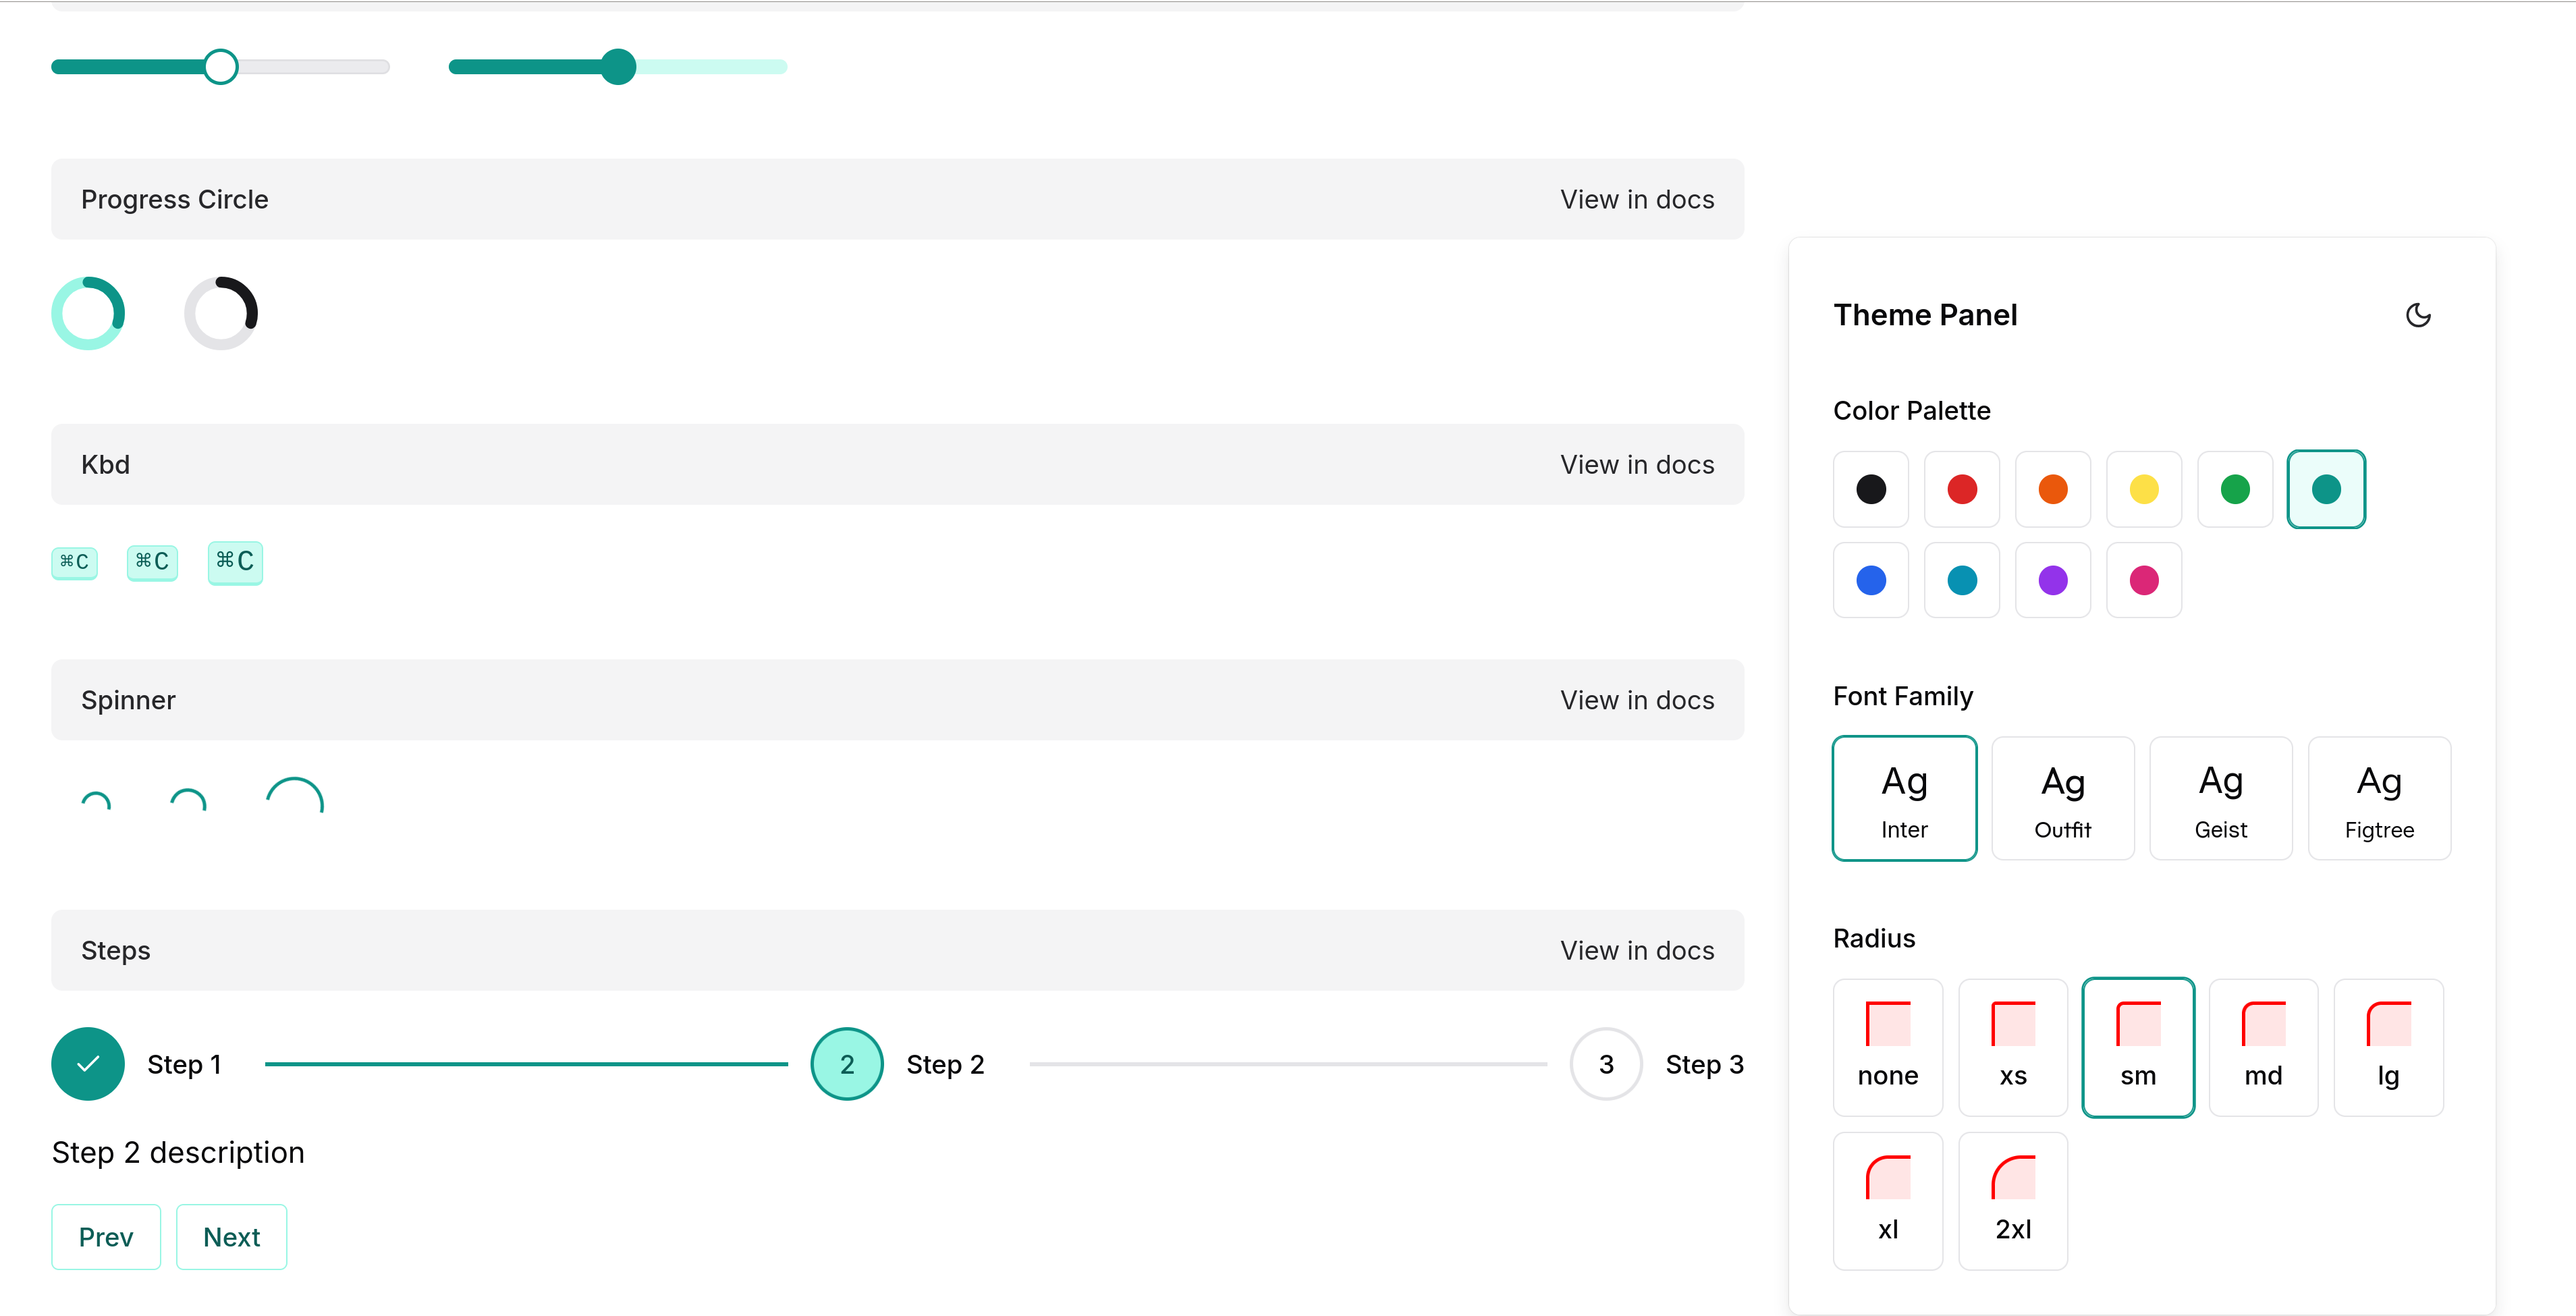 Progress Circle View in docs
Kbd View in docs
⌘C ⌘C ⌘C
Spinner View in docs
Steps View in docs
Step 1 2 Step 2 3 Step 3
Step 2 description
Prev Next
Theme Panel
Color Palette
Font Family
Ag Ag Ag Ag
Inter Outfit Geist Figtree
Radius
none xs sm md lg
xl 2xl